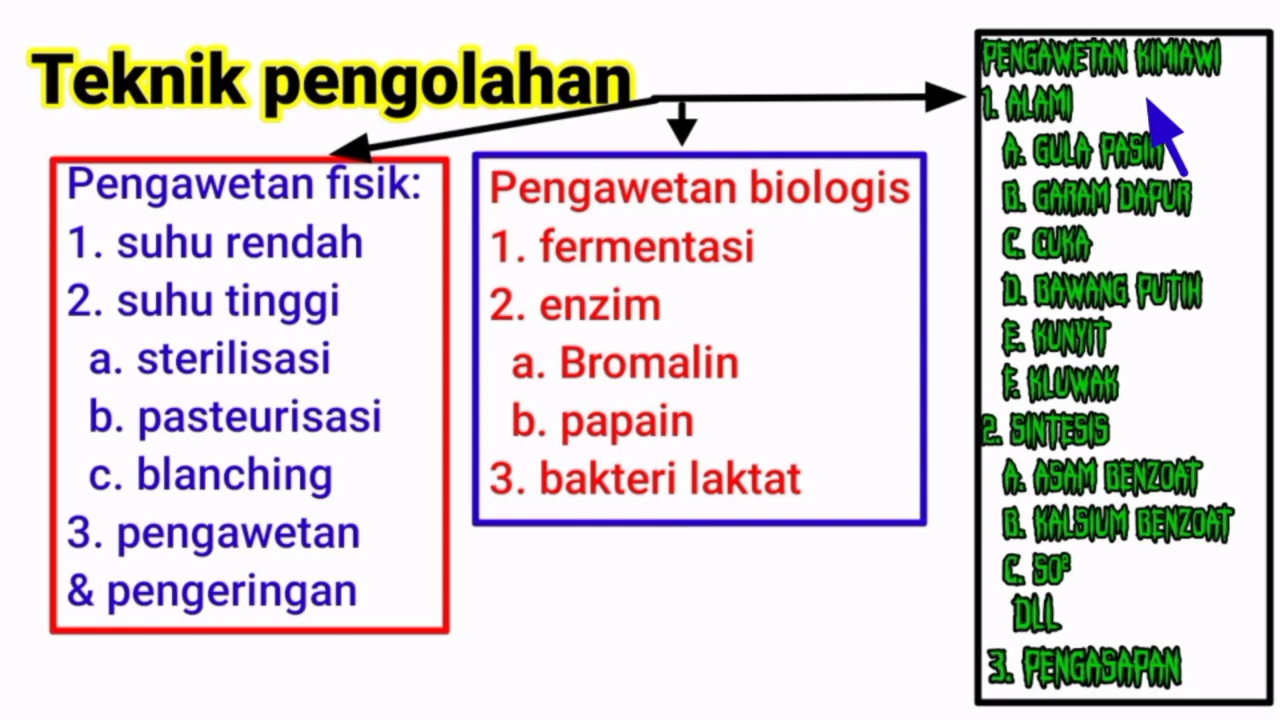 Teknik pengolahan
Pengawetan fisik:
1. suhu rendah
2. suhu tinggi
a. sterilisasi
b. pasteurisasi
c. blanching
3. pengawetan
& pengeringan
Pengawetan biologis
1. fermentasi
2. enzim
a. Bromalin
b. papain
3. bakteri laktat
PENGAWETAN KIMIAWI
1. ALAMI
A. GULA PASIR
B. GARAM DAPUR
C. CUKA
D. BAWANG PUTIH
E. KUNYIT
F. KLUWAK
2. SINTESIS
A. ASAM BENZOAT
B. KALSIUM BENZOAT
C. SO²
DLL
3. PENGASAPAN